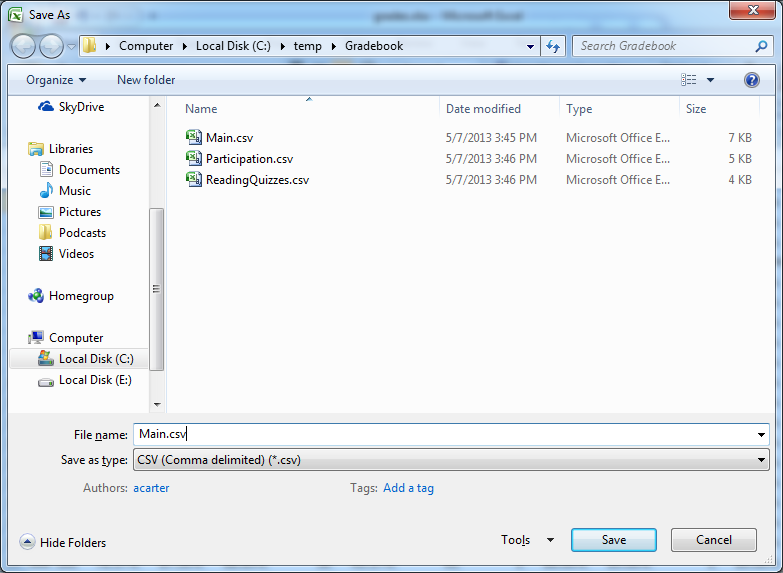 Save As
grades.xlsx - Microsoft Excel
Computer Local Disk (C:) temp Gradebook Search Gradebook
Organize New folder
Name Date modified Type Size
SkyDrive
Main.csv 5/7/2013 3:45 PM Microsoft Office E... 7 KB
Libraries
Participation.csv 5/7/2013 3:46 PM Microsoft Office E... 5 KB
Documents
ReadingQuizzes.csv 5/7/2013 3:46 PM Microsoft Office E... 4 KB
Music
Pictures
Podcasts
Videos
Homegroup
Computer
Local Disk (C:)
Local Disk (E:)
File name: Main.csv
Save as type: CSV (Comma delimited) (*.csv)
Authors: acarter Tags: Add a tag
Hide Folders Tools Save Cancel